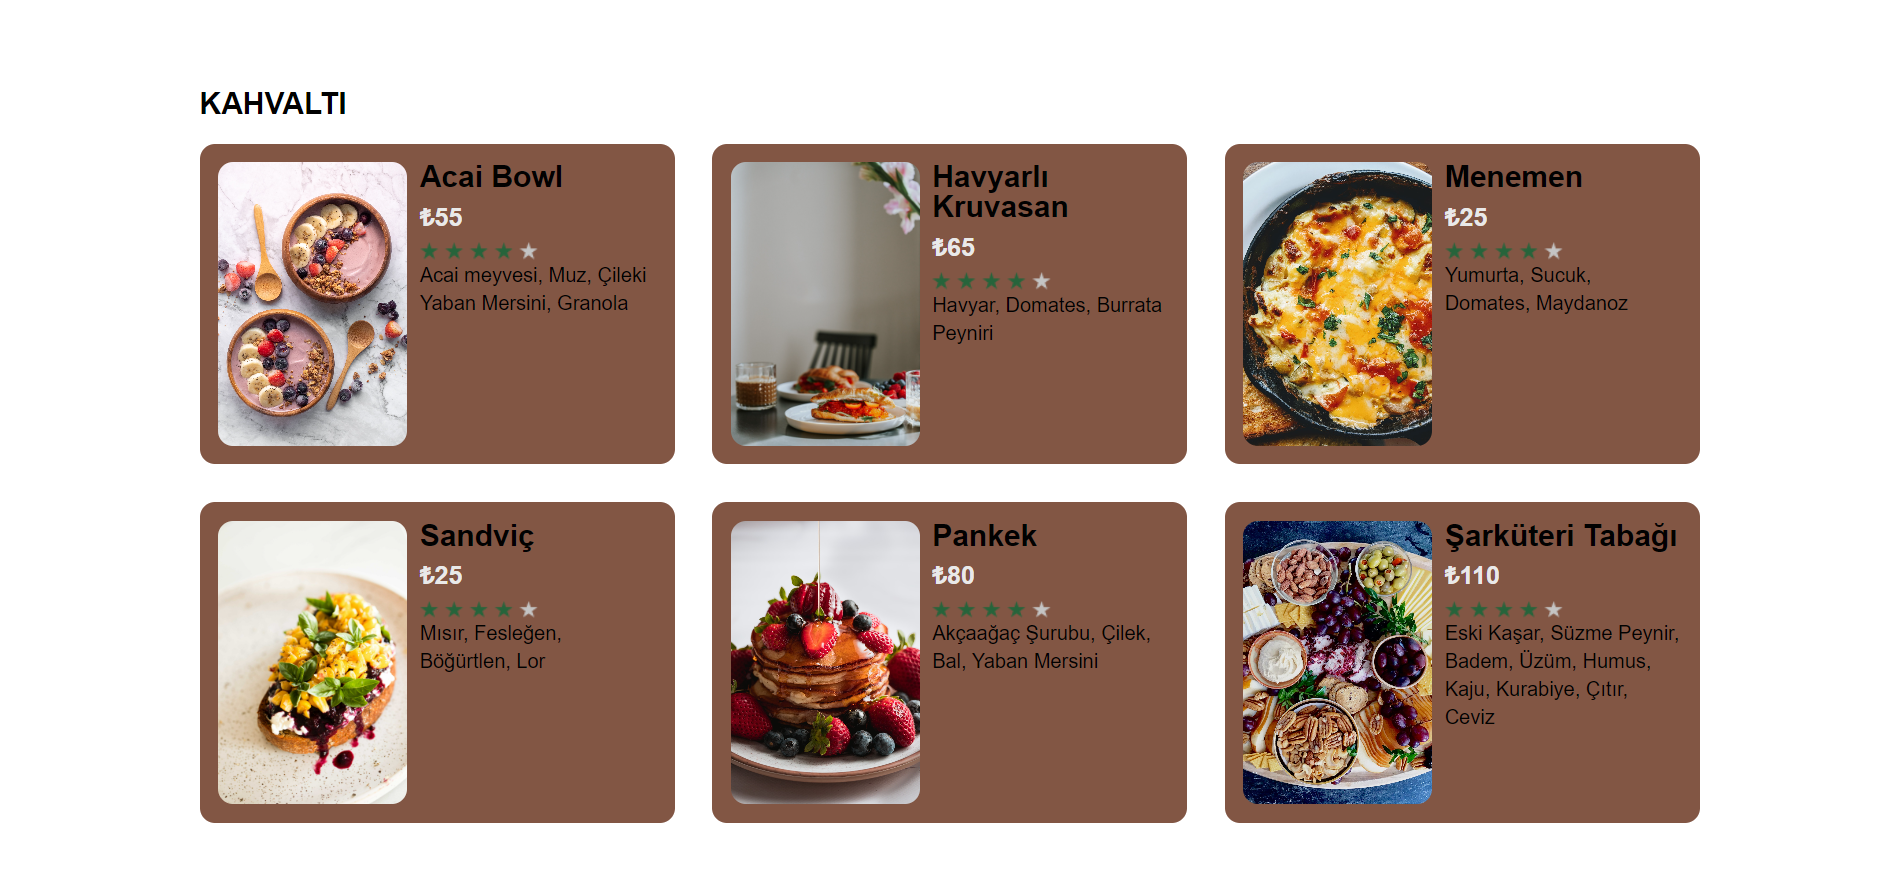 KAHVALTI
Acai Bowl
₺55
Acai meyvesi, Muz, Çileki
Yaban Mersini, Granola
Havyarlı
Kruvasan
₺65
Havyar, Domates, Burrata
Peyniri
Menemen
₺25
Yumurta, Sucuk,
Domates, Maydanoz
Sandviç
₺25
Mısır, Fesleğen,
Böğürtlen, Lor
Pankek
₺80
Akçaağaç Şurubu, Çilek,
Bal, Yaban Mersini
Şarküteri Tabağı
₺110
Eski Kaşar, Süzme Peynir,
Badem, Üzüm, Humus,
Kaju, Kurabiye, Çıtır,
Ceviz